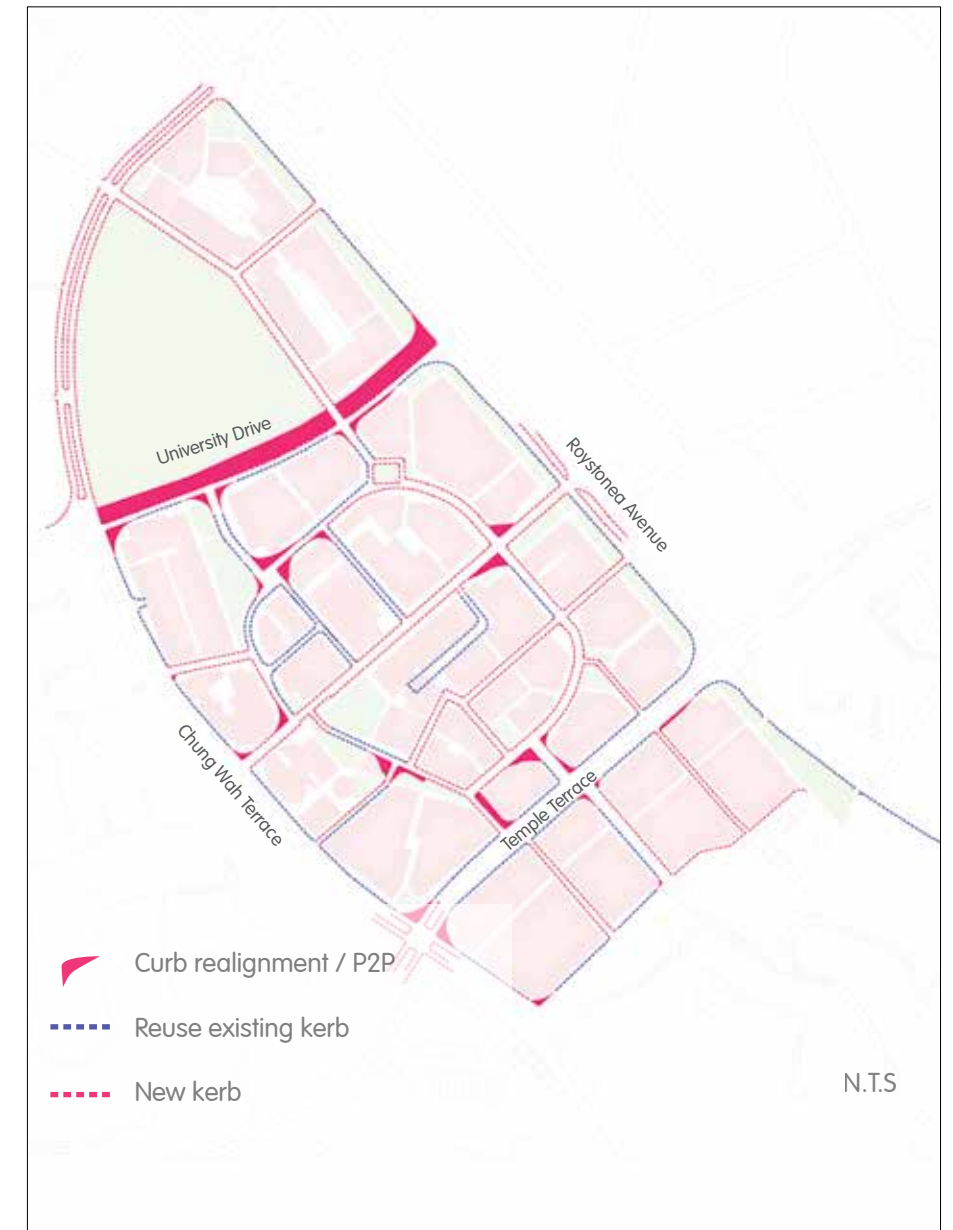 University Drive
Roystonea Avenue
Chung Wah Terrace
Temple Terrace
Curb realignment / P2P
Reuse existing kerb
New kerb
N.T.S